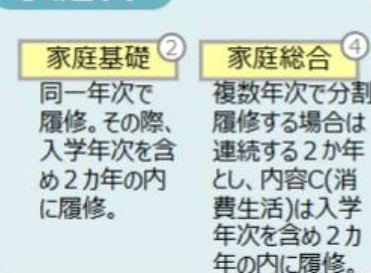 家庭基礎 ②
同一年次で
履修。その際、
入学年次を含
め２カ年の内
に履修。
家庭総合 ④
複数年次で分割
履修する場合は
連続する２か年
とし、内容C(消
費生活)は入学
年次を含め２カ
年の内に履修。